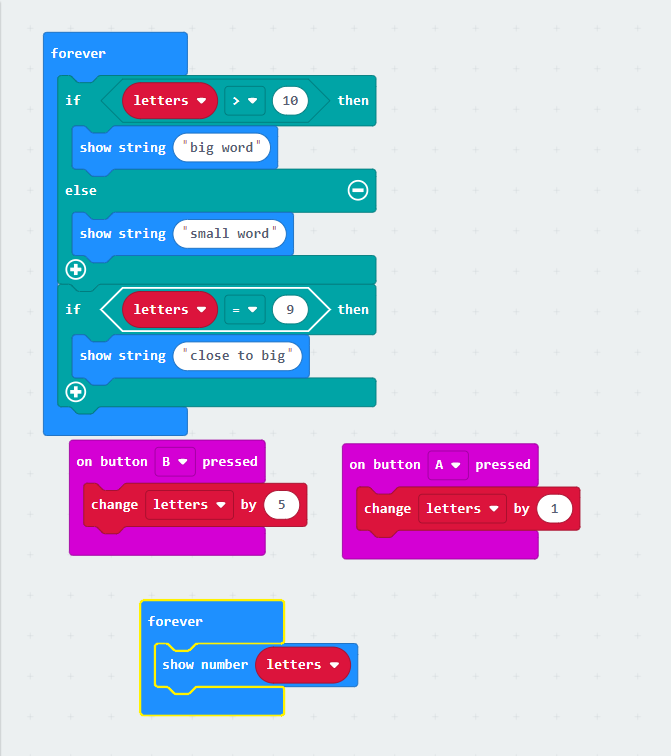 forever
if letters > 10 then
show string "big word"
else
show string "small word"
if letters = 9 then
show string "close to big"
on button B pressed
change letters by 5
on button A pressed
change letters by 1
forever
show number letters